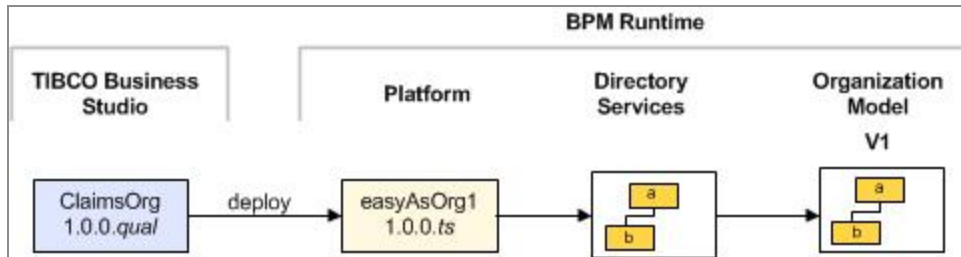 BPM Runtime
TIBCO Business
Studio
Platform
Directory
Services
Organization
Model
V1
ClaimsOrg
1.0.0.qual
deploy
easyAsOrg1
1.0.0.ts
a
b
a
b